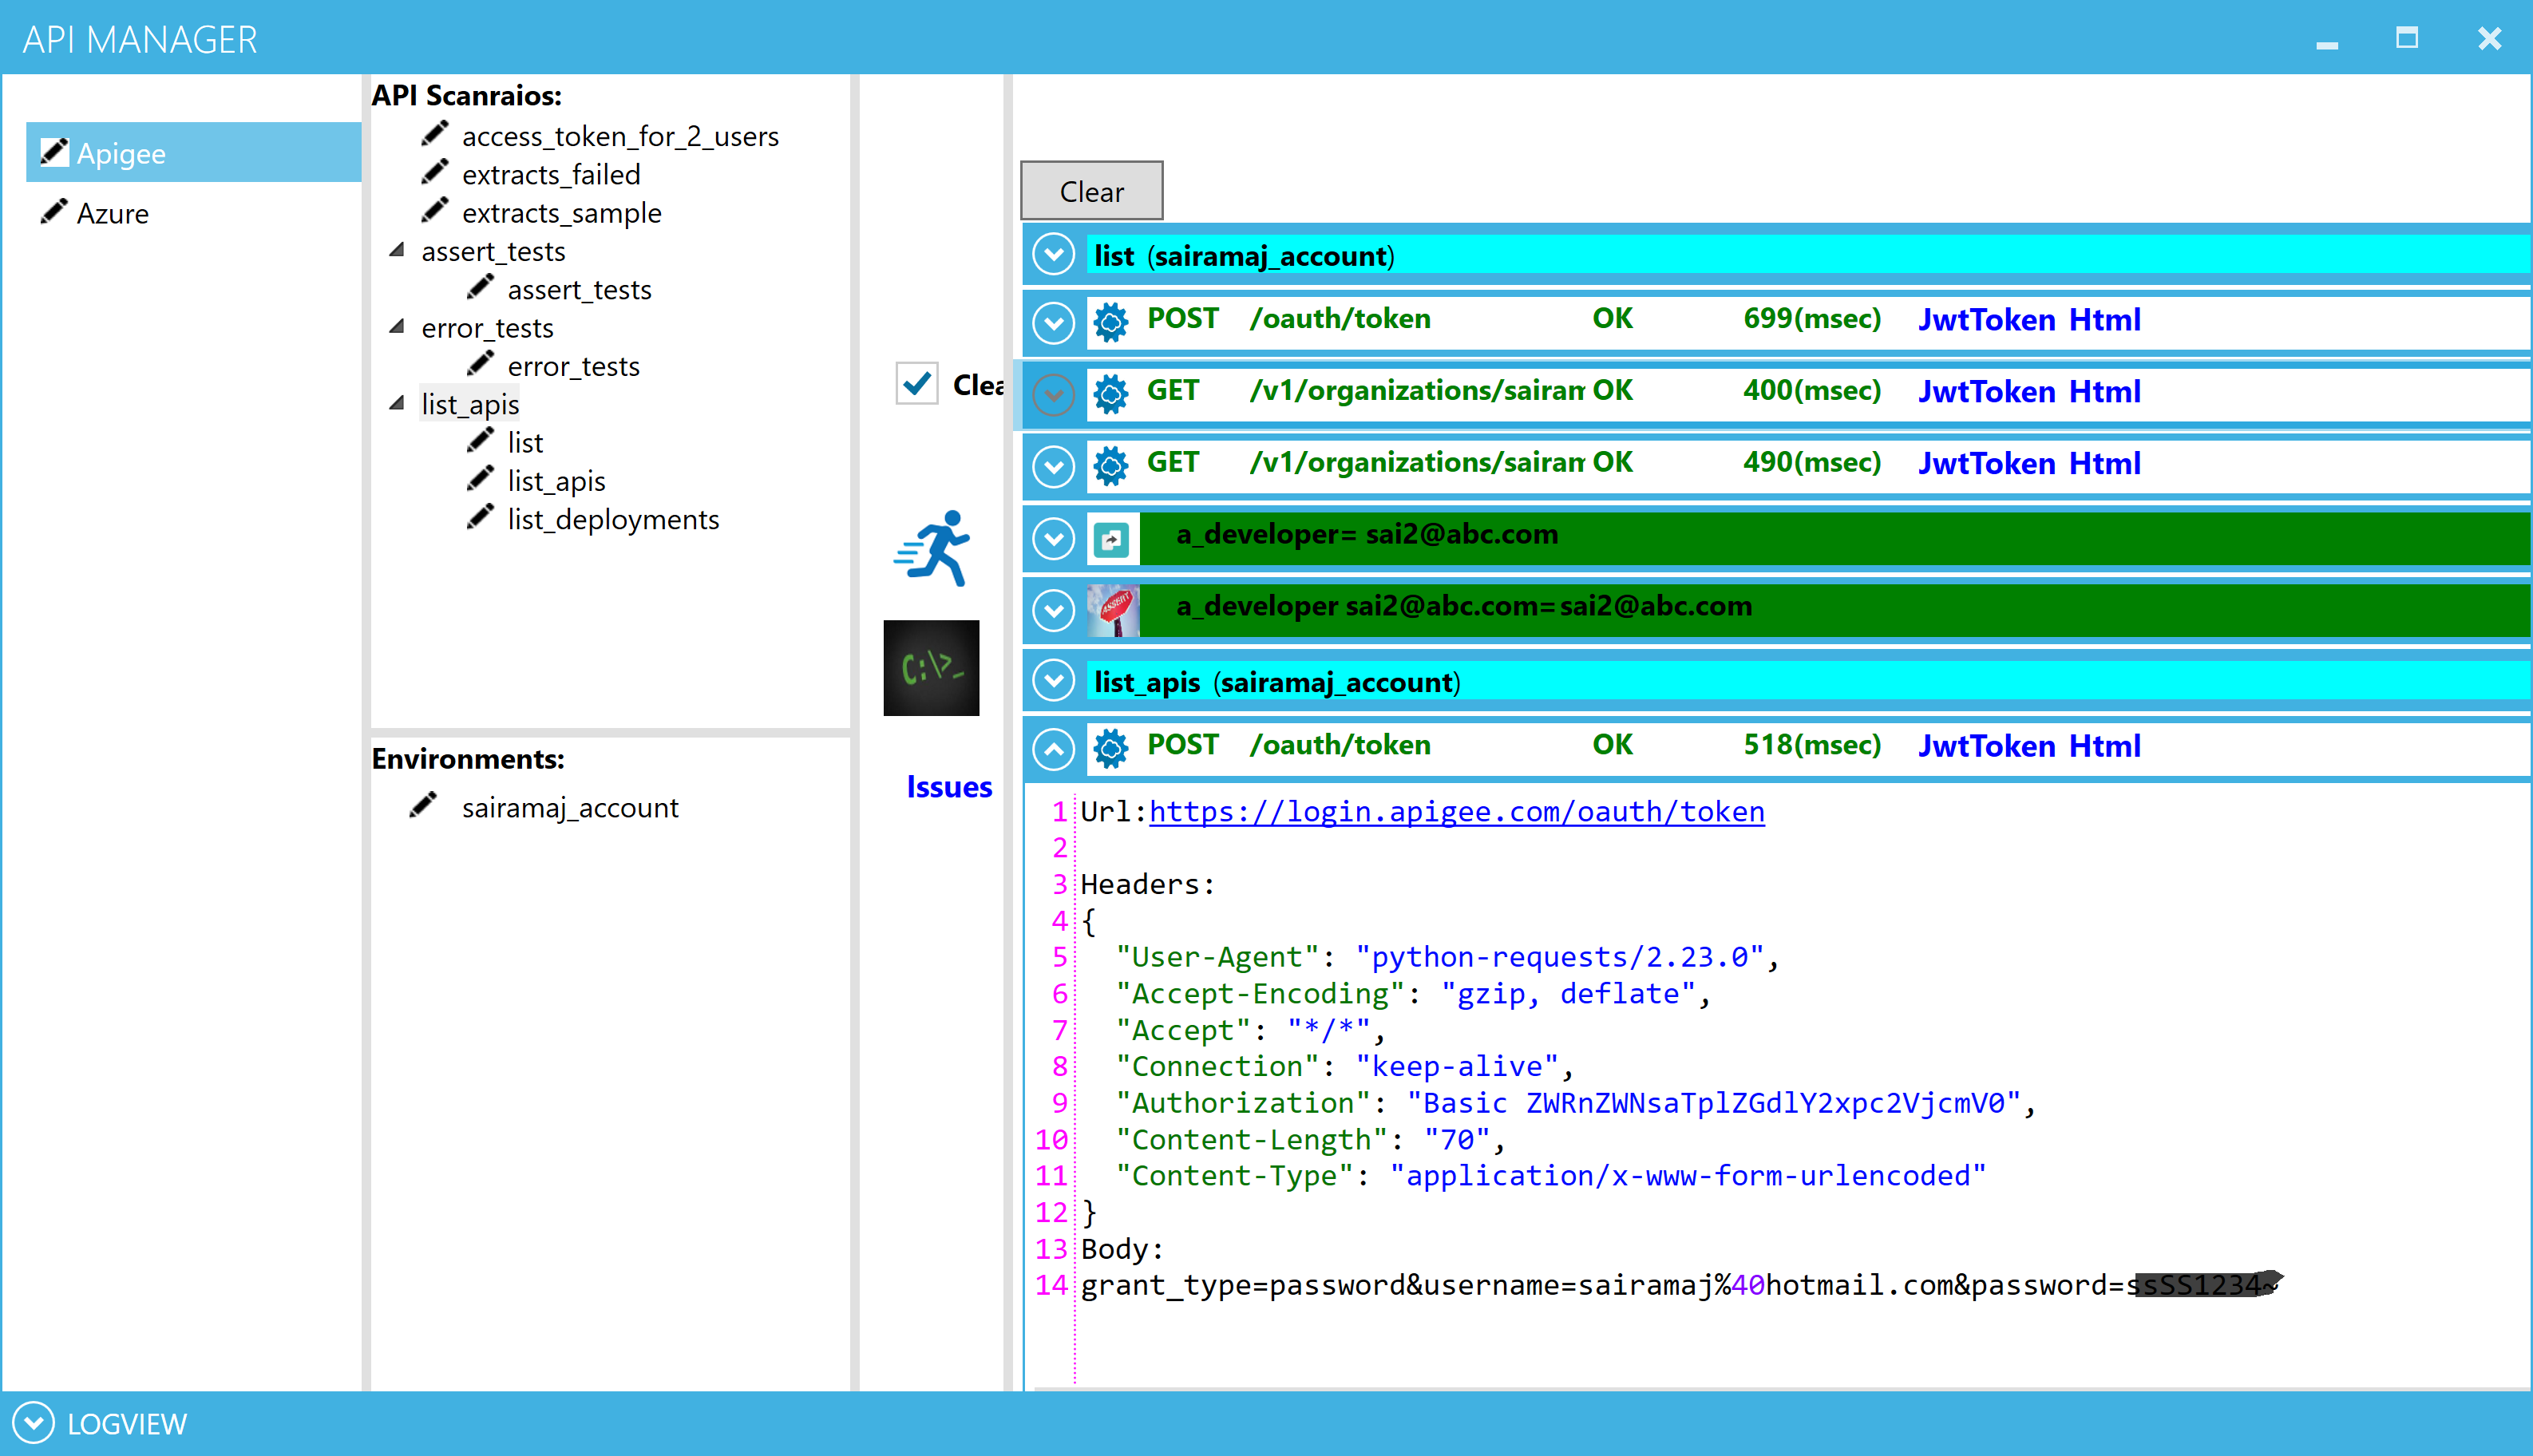 API MANAGER
Apigee
Azure
API Scanraios:
access_token_for_2_users
extracts_failed
extracts_sample
assert_tests
assert_tests
error_tests
error_tests
list_apis
list
list_apis
list_deployments
Environments:
sairamaj_account
Clea
C:\>_
Issues
Clear
list (sairamaj_account)
POST /oauth/token OK 699(msec) JwtToken Html
GET /v1/organizations/sairam OK 400(msec) JwtToken Html
GET /v1/organizations/sairam OK 490(msec) JwtToken Html
a_developer= sai2@abc.com
ASSERT
a_developer sai2@abc.com=sai2@abc.com
list_apis (sairamaj_account)
POST /oauth/token OK 518(msec) JwtToken Html
1 Url:https://login.apigee.com/oauth/token
2
3 Headers:
4 {
5 "User-Agent": "python-requests/2.23.0",
6 "Accept-Encoding": "gzip, deflate",
7 "Accept": "*/*",
8 "Connection": "keep-alive",
9 "Authorization": "Basic ZWRnZWNsaTplZGdlY2xpc2VjcmV0",
10 "Content-Length": "70",
11 "Content-Type": "application/x-www-form-urlencoded"
12 }
13 Body:
14 grant_type=password&username=sairamaj%40hotmail.com&password=
LOGVIEW